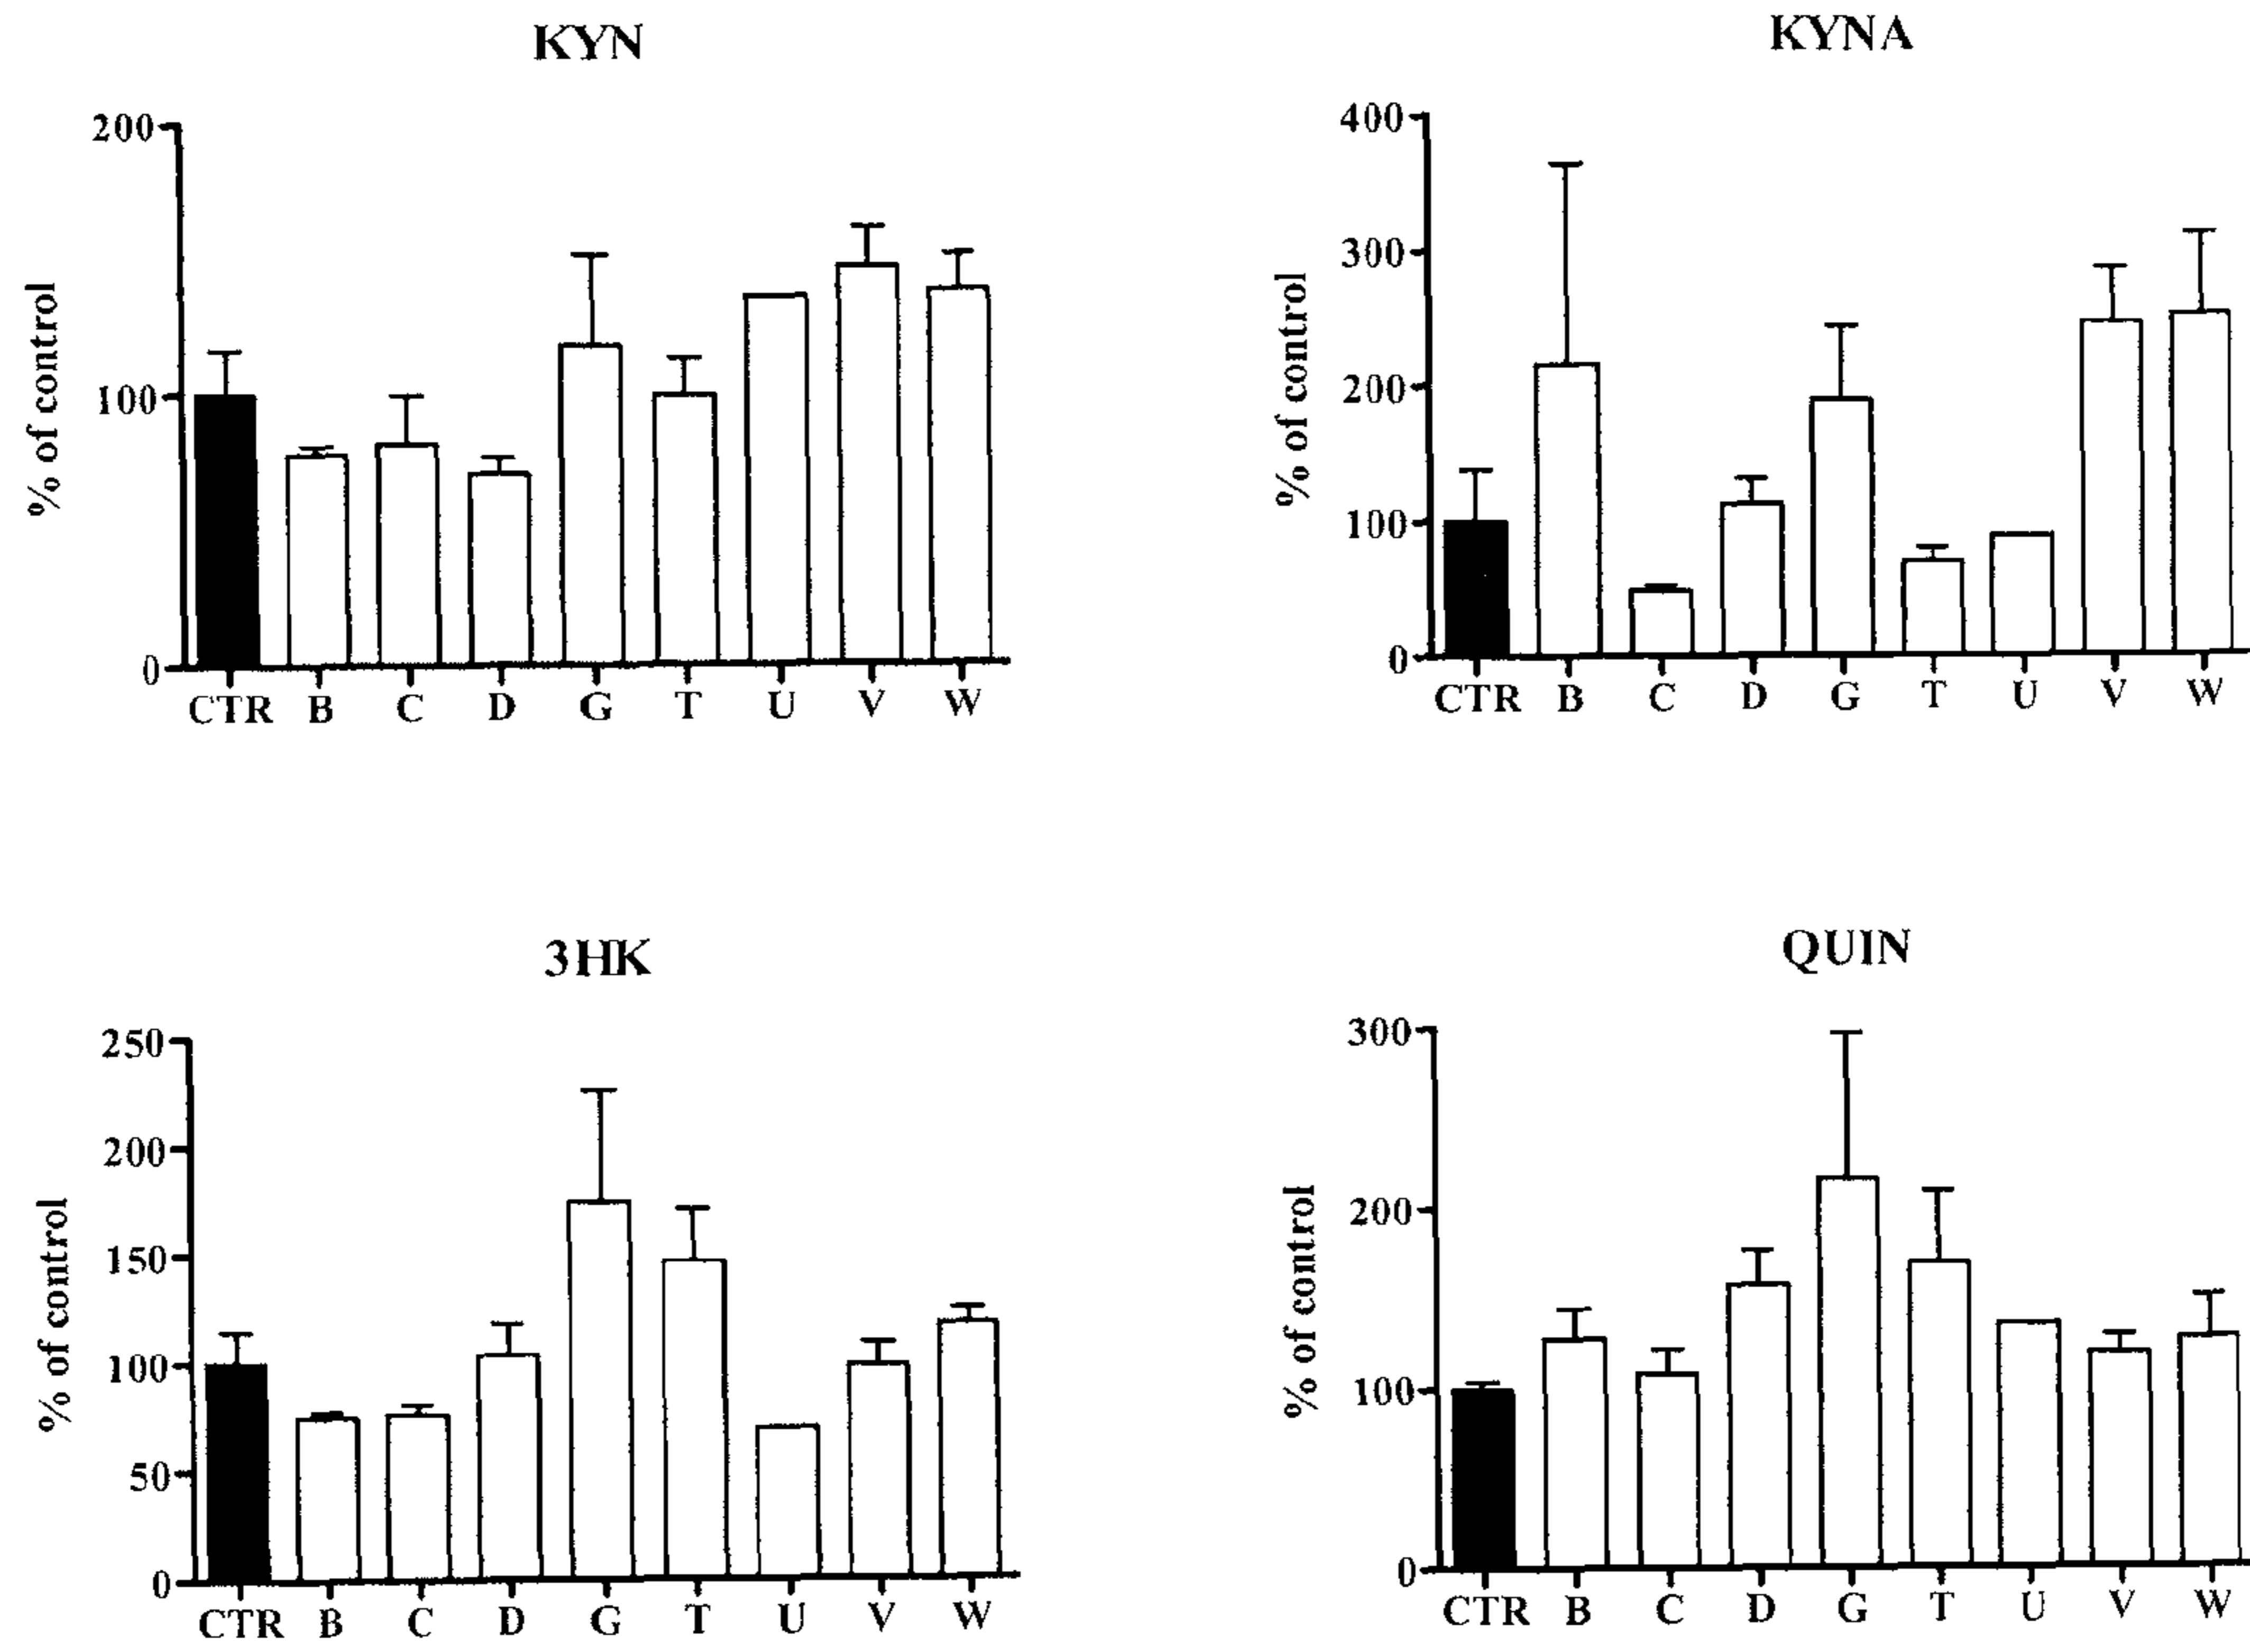 KYN
% of control
200
100
0
CTR B C D G T U V W
KYNA
% of control
400
300
200
100
0
CTR B C D G T U V W
3HK
% of control
250
200
150
100
50
0
CTR B C D G T U V W
QUIN
% of control
300
200
100
0
CTR B C D G T U V W